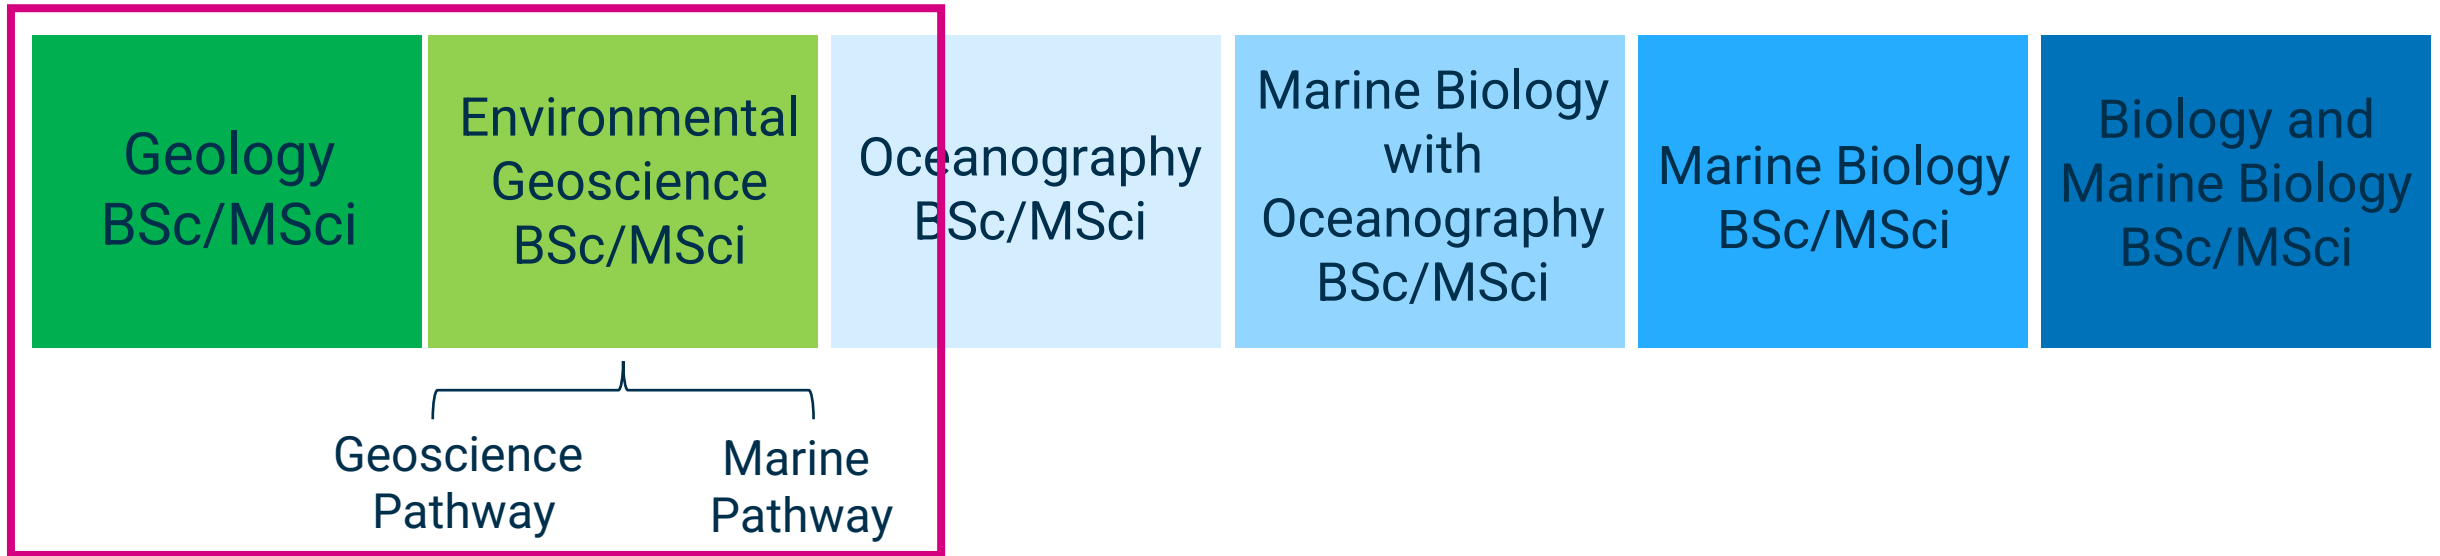 Geology
BSc/MSci
Environmental
Geoscience
BSc/MSci
Oceanography
BSc/MSci
Marine Biology
with
Oceanography
BSc/MSci
Marine Biology
BSc/MSci
Biology and
Marine Biology
BSc/MSci
Geoscience
Pathway
Marine
Pathway